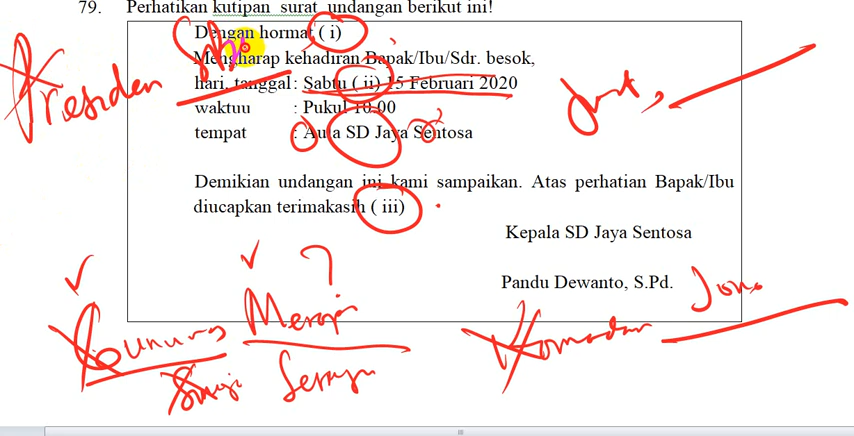 79. Perhatikan kutipan surat undangan berikut ini!
Dengan hormat ( i)
Mengharap kehadiran Bapak/Ibu/Sdr. besok,
hari, tanggal : Sabtu ( ii) 15 Februari 2020
waktuu : Pukul 10.00
tempat : Aula SD Jaya Sentosa
Demikian undangan ini kami sampaikan. Atas perhatian Bapak/Ibu
diucapkan terimakasih ( iii)
Kepala SD Jaya Sentosa
Pandu Dewanto, S.Pd.
Presiden
?
Merapi